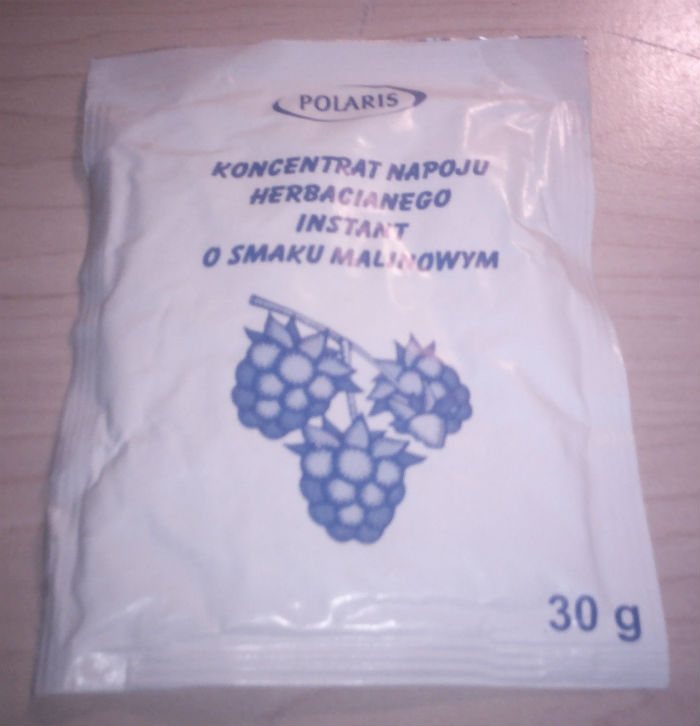 POLARIS
KONCENTRAT NAPOJU
HERBACIANEGO
INSTANT
O SMAKU MALINOWYM
30 g